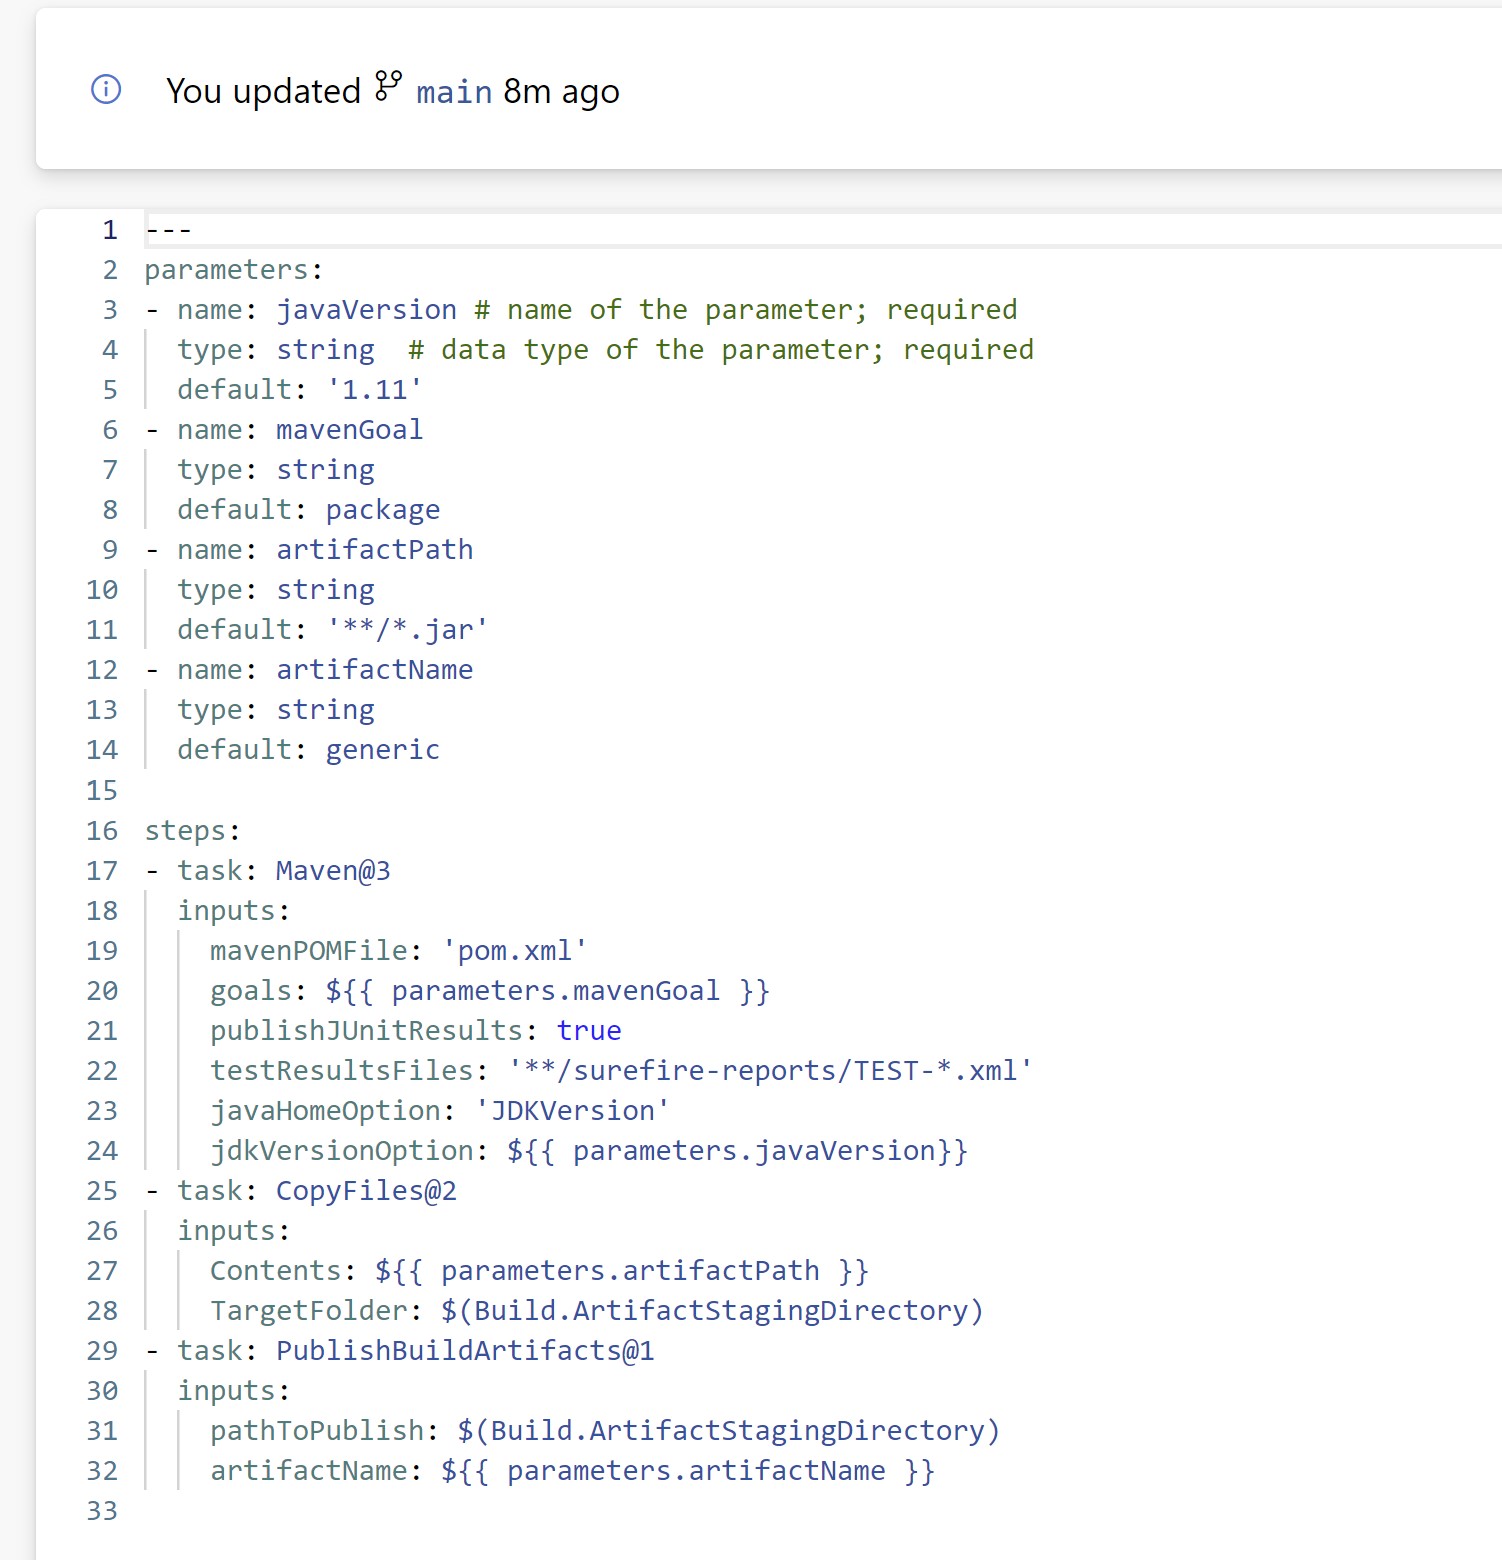 You updated main 8m ago
1 ---
2 parameters:
3 - name: javaVersion # name of the parameter; required
4   type: string  # data type of the parameter; required
5   default: '1.11'
6 - name: mavenGoal
7   type: string
8   default: package
9 - name: artifactPath
10   type: string
11   default: '**/*.jar'
12 - name: artifactName
13   type: string
14   default: generic
15
16 steps:
17 - task: Maven@3
18   inputs:
19     mavenPOMFile: 'pom.xml'
20     goals: ${{ parameters.mavenGoal }}
21     publishJUnitResults: true
22     testResultsFiles: '**/surefire-reports/TEST-*.xml'
23     javaHomeOption: 'JDKVersion'
24     jdkVersionOption: ${{ parameters.javaVersion}}
25 - task: CopyFiles@2
26   inputs:
27     Contents: ${{ parameters.artifactPath }}
28     TargetFolder: $(Build.ArtifactStagingDirectory)
29 - task: PublishBuildArtifacts@1
30   inputs:
31     pathToPublish: $(Build.ArtifactStagingDirectory)
32     artifactName: ${{ parameters.artifactName }}
33